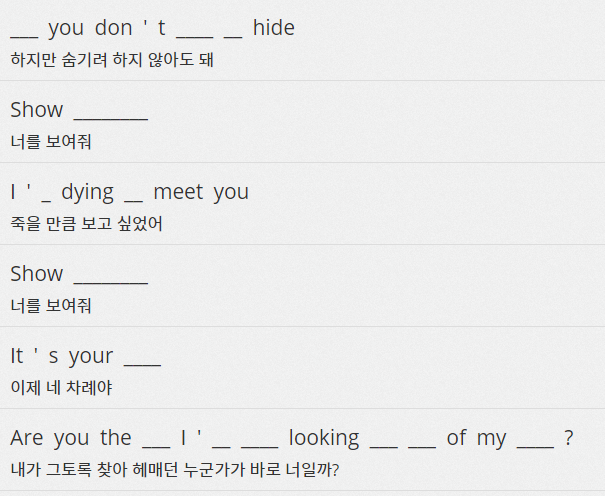 ___ you don ' t ____ __ hide
하지만 숨기려 하지 않아도 돼
Show ________
너를 보여줘
I ' _ dying __ meet you
죽을 만큼 보고 싶었어
Show ________
너를 보여줘
It ' s your ____
이제 네 차례야
Are you the ___ I ' __ ____ looking ___ ___ of my ____ ?
내가 그토록 찾아 헤매던 누군가가 바로 너일까?